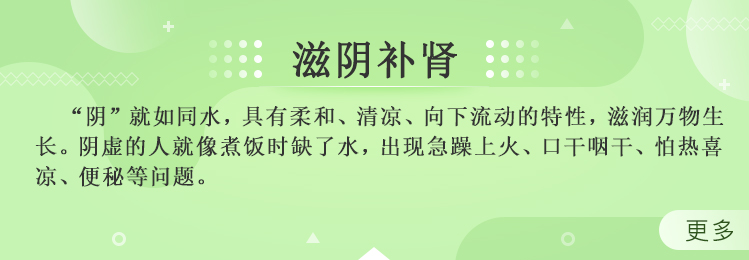 滋阴补肾
“阴”就如同水，具有柔和、清凉、向下流动的特性，滋润万物生
长。阴虚的人就像煮饭时缺了水，出现急躁上火、口干咽干、怕热喜
凉、便秘等问题。
更多